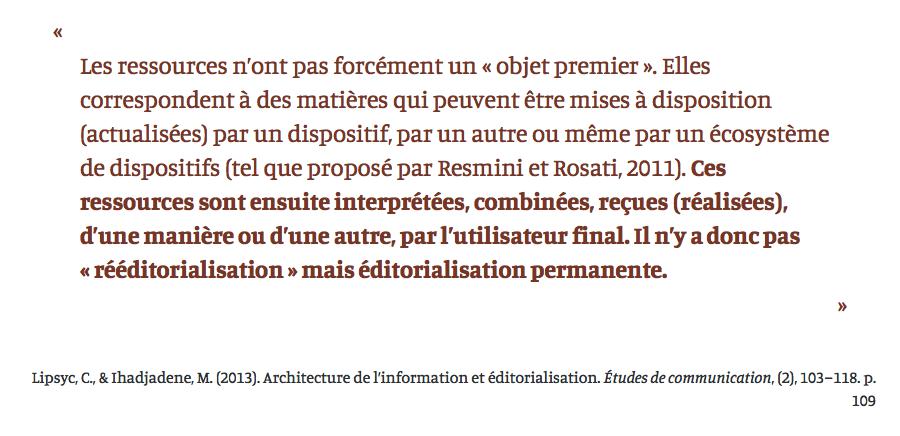 «
Les ressources n’ont pas forcément un « objet premier ». Elles
correspondent à des matières qui peuvent être mises à disposition
(actualisées) par un dispositif, par un autre ou même par un écosystème
de dispositifs (tel que proposé par Resmini et Rosati, 2011). Ces
ressources sont ensuite interprétées, combinées, reçues (réalisées),
d’une manière ou d’une autre, par l’utilisateur final. Il n’y a donc pas
« rééditorialisation » mais éditorialisation permanente.
»
Lipsyc, C., & Ihadjadene, M. (2013). Architecture de l’information et éditorialisation. Études de communication, (2), 103–118. p.
109